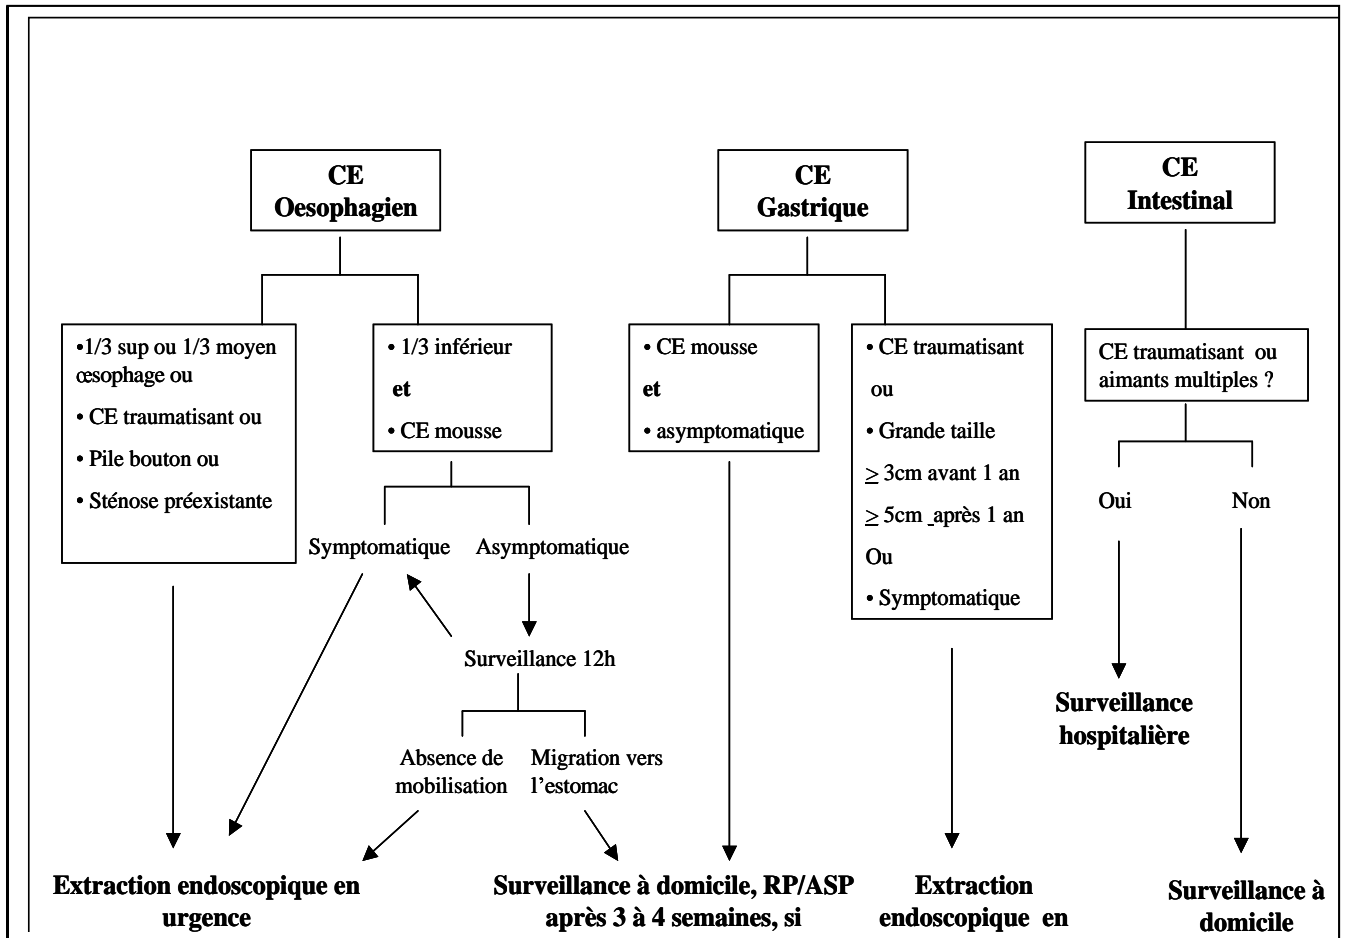 CE
Oesophagien
•1/3 sup ou 1/3 moyen
œsophage ou
• CE traumatisant ou
• Pile bouton ou
• Sténose préexistante
• 1/3 inférieur
et
• CE mousse
Symptomatique
Asymptomatique
Surveillance 12h
Absence de
mobilisation
Migration vers
l’estomac
Extraction endoscopique en
urgence
CE
Gastrique
• CE mousse
et
• asymptomatique
Surveillance à domicile, RP/ASP
après 3 à 4 semaines, si
• CE traumatisant
ou
• Grande taille
≥ 3cm avant 1 an
≥ 5cm après 1 an
Ou
• Symptomatique
Extraction
endoscopique en
CE
Intestinal
CE traumatisant ou
aimants multiples ?
Oui
Non
Surveillance
hospitalière
Surveillance à
domicile